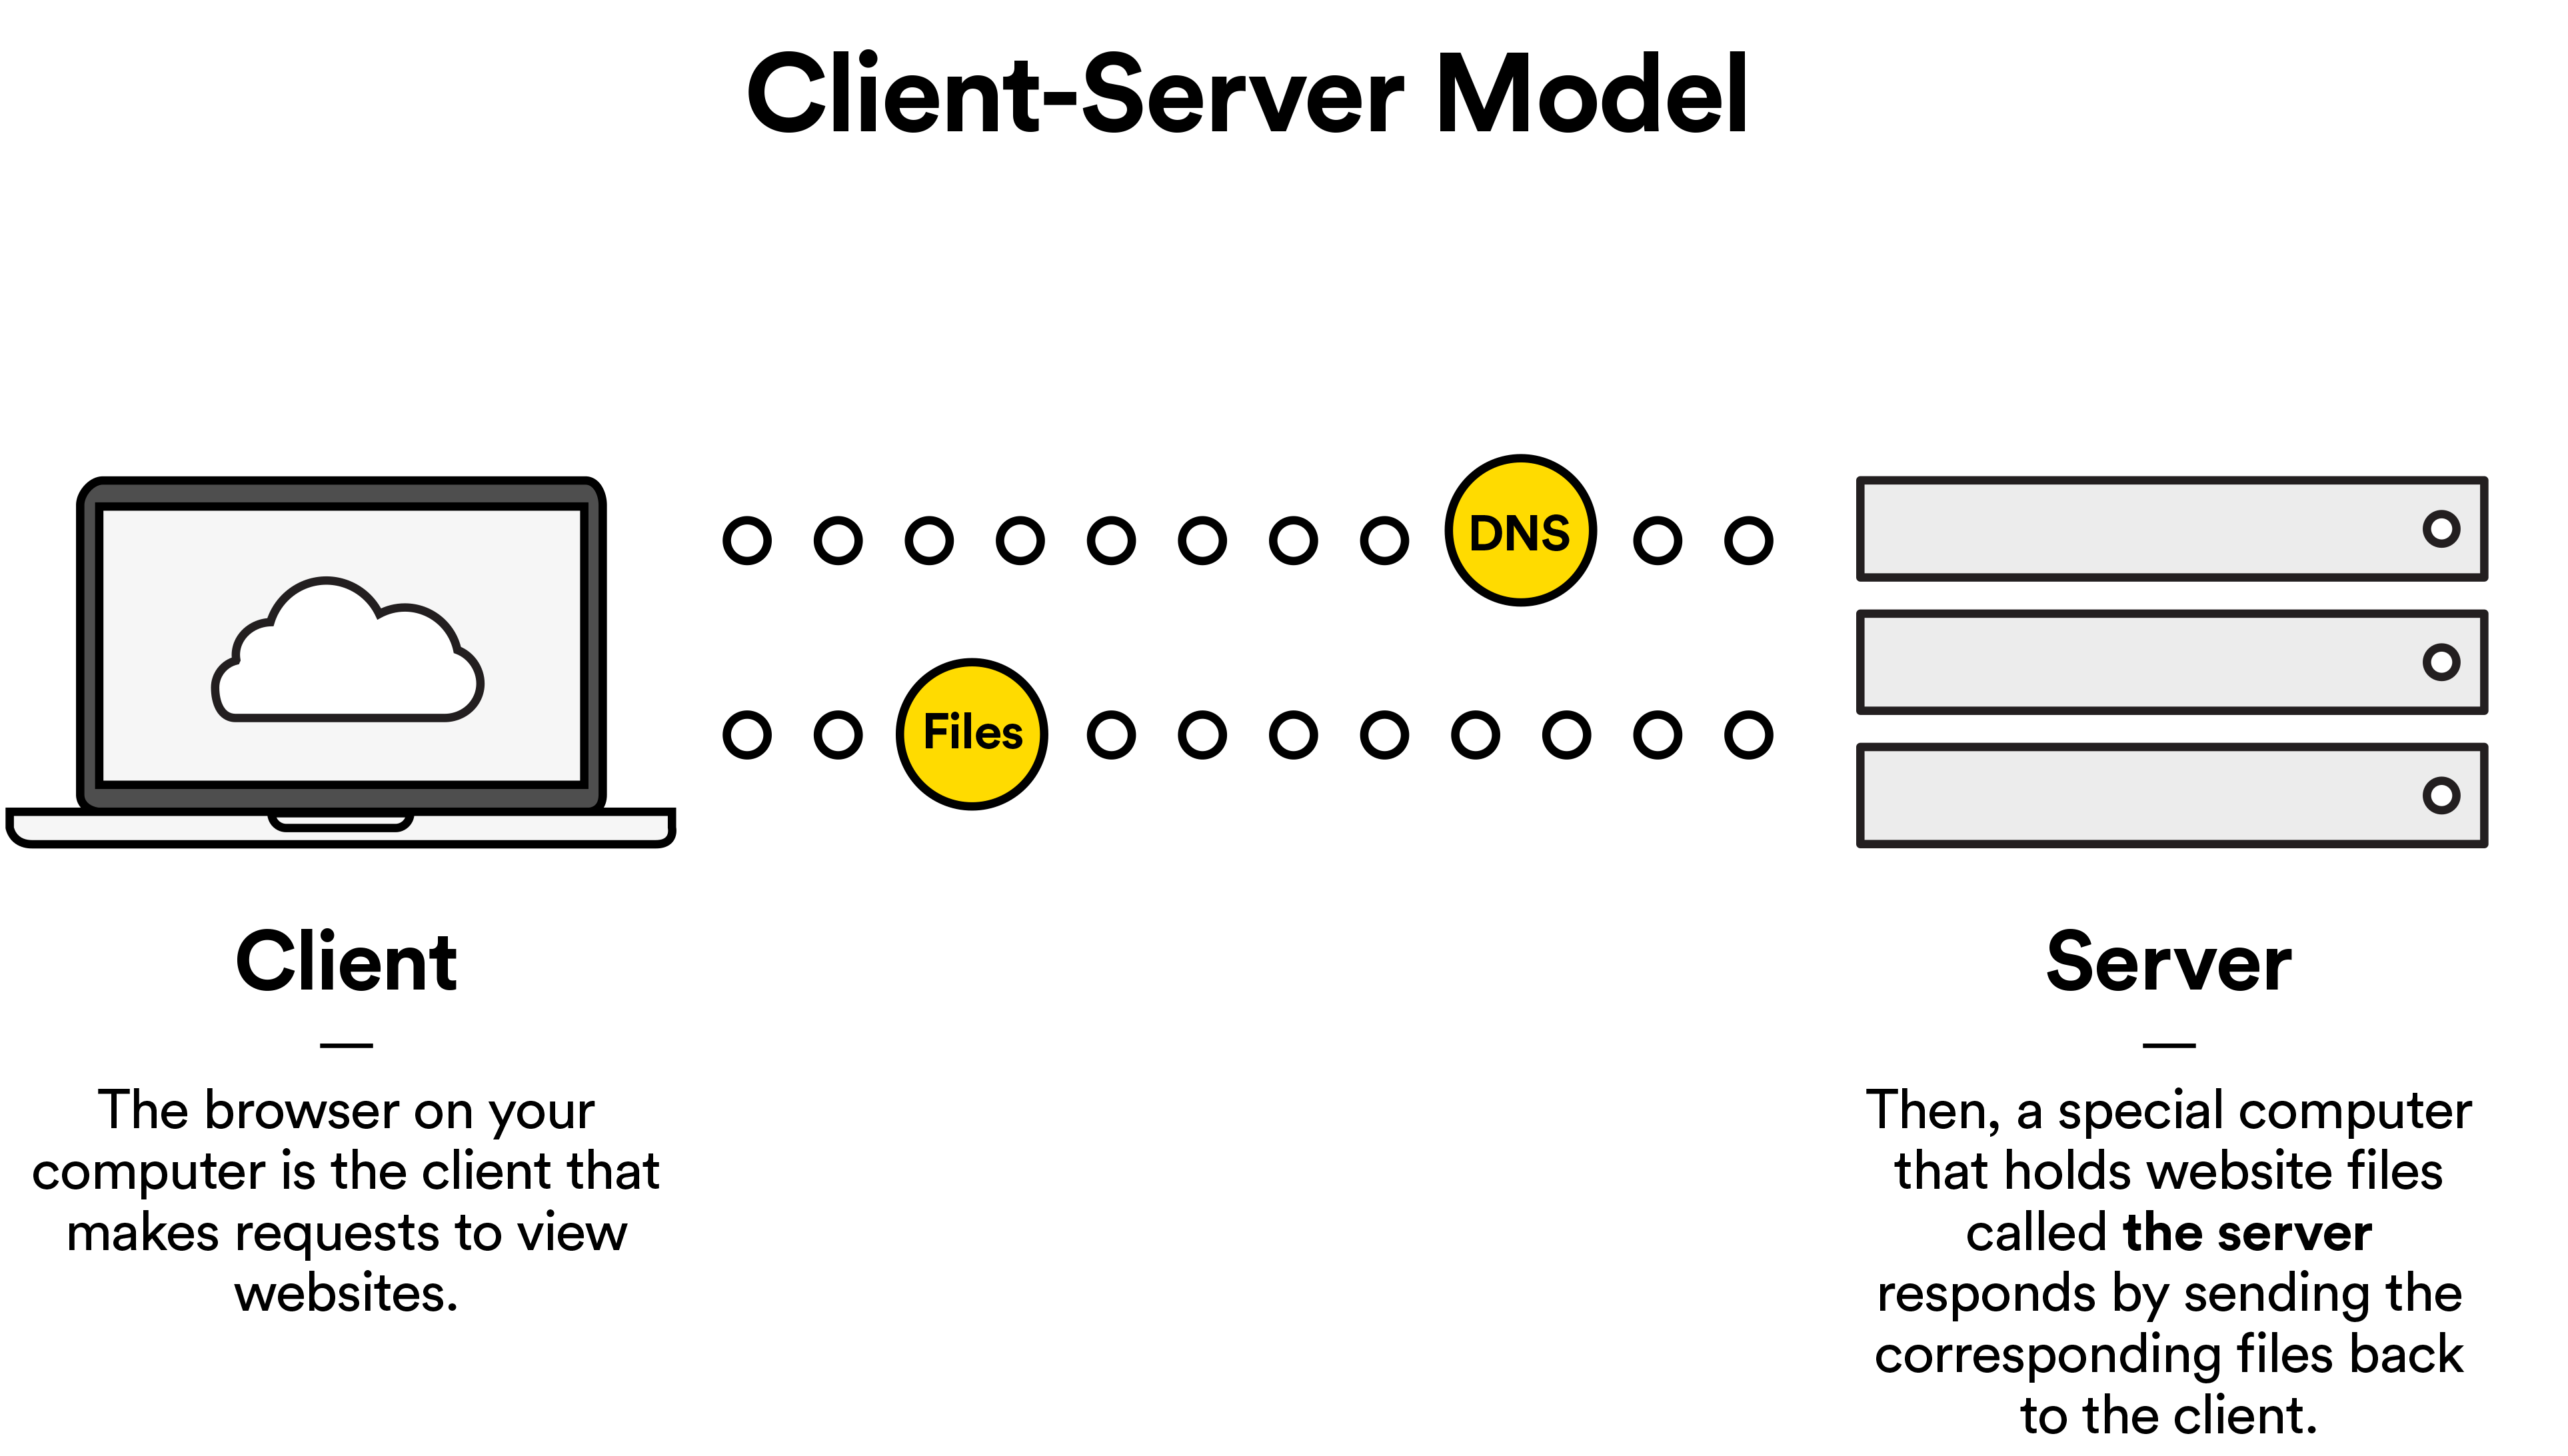 Client-Server Model
DNS
Files
Client
The browser on your
computer is the client that
makes requests to view
websites.
Server
Then, a special computer
that holds website files
called the server
responds by sending the
corresponding files back
to the client.